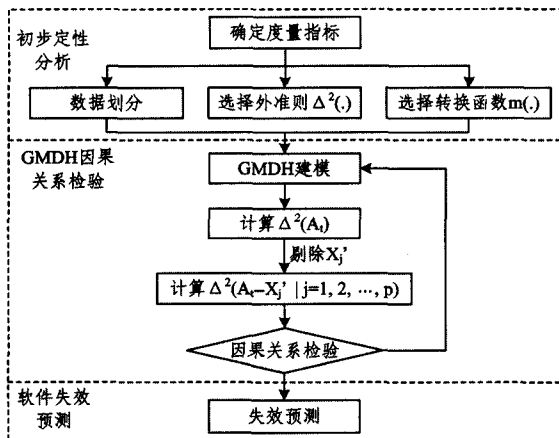 初步定性
分析
确定度量指标
数据划分
选择外准则Δ²(.)
选择转换函数m(.)
GMDH因果
关系检验
GMDH建模
计算Δ²(Aₜ)
剔除Xⱼ'
计算Δ²(Aₜ–Xⱼ' | j=1, 2, …, p)
因果关系检验
软件失效
预测
失效预测